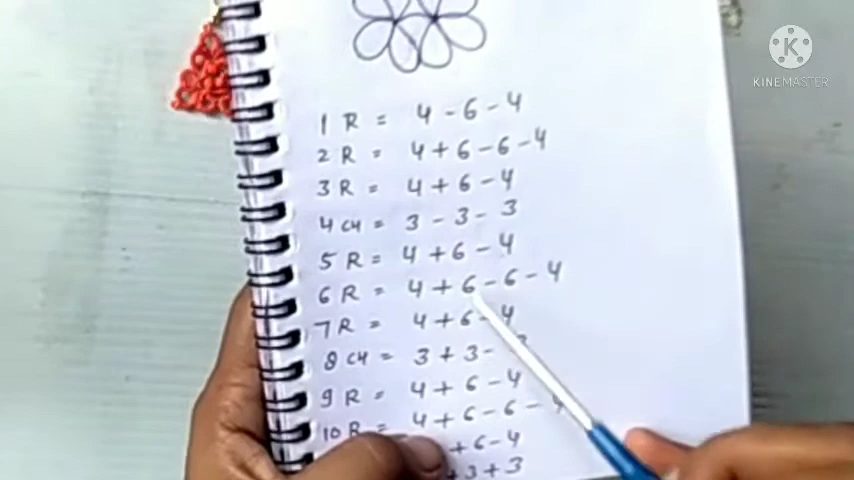 K
KINEMASTER
1 R = 4 - 6 - 4
2 R = 4 + 6 - 6 - 4
3 R = 4 + 6 - 4
4 CH = 3 - 3 - 3
5 R = 4 + 6 - 4
6 R = 4 + 6 - 6 - 4
7 R = 4 + 6 - 4
8 CH = 3 + 3 -
9 R = 4 + 6 - 4
10 R = 4 + 6 - 6 - 4
+ 6 - 4
+ 3 + 3